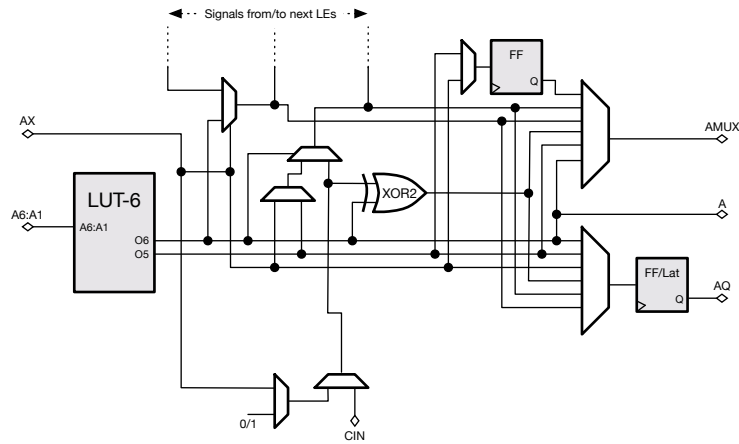 Signals from/to next LEs
FF
Q
AX
AMUX
LUT-6
XOR2
A6:A1
A6:A1
A
O6
O5
FF/Lat
Q
AQ
0/1
CIN